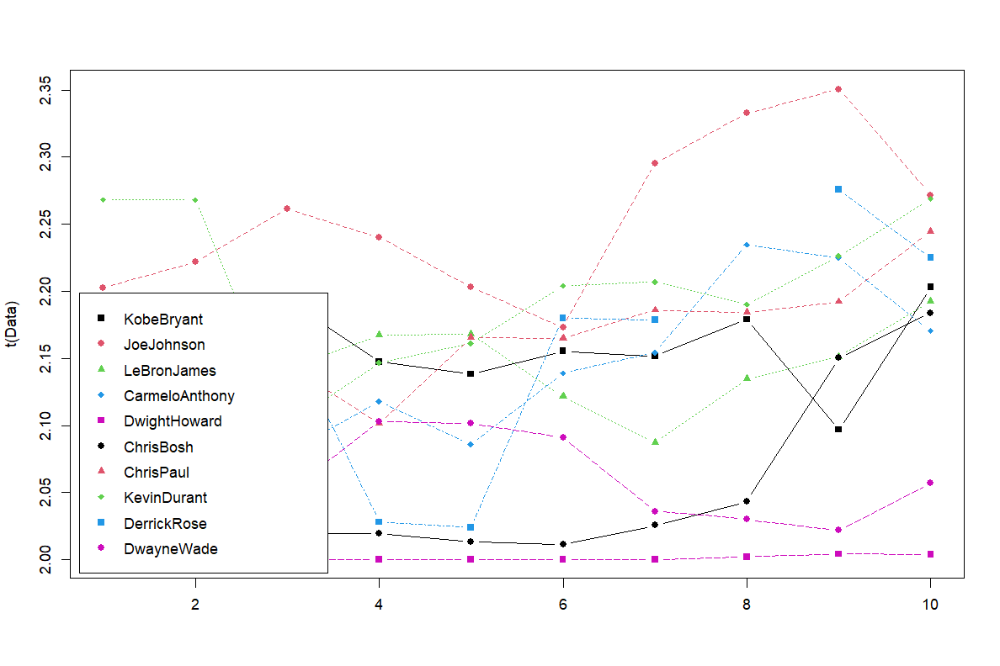 2.35
2.30
2.25
2.20
2.15
2.10
2.05
2.00
t(Data)
KobeBryant
JoeJohnson
LeBronJames
CarmeloAnthony
DwightHoward
ChrisBosh
ChrisPaul
KevinDurant
DerrickRose
DwayneWade
2 4 6 8 10